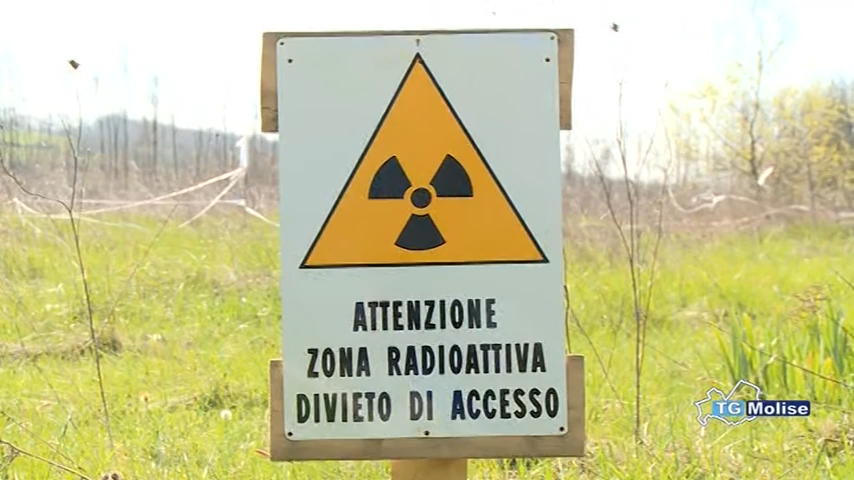 ATTENZIONE
ZONA RADIOATTIVA
DIVIETO DI ACCESSO
TG Molise